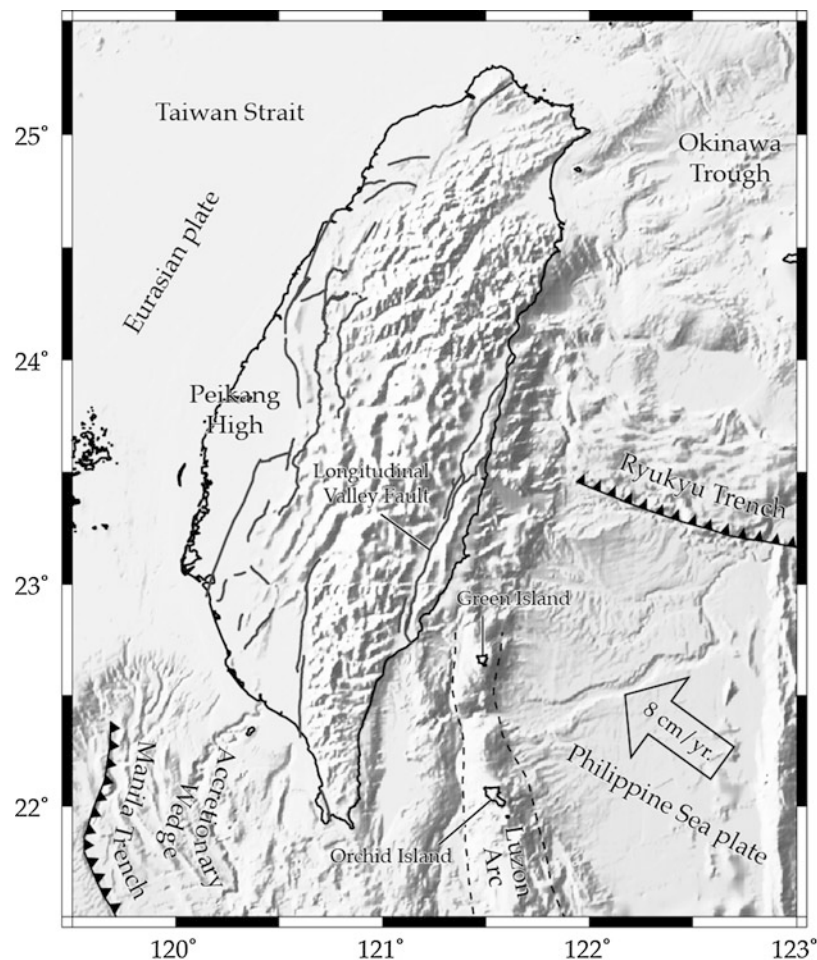 Taiwan Strait
25°
Okinawa
Trough
Eurasian plate
24°
Peikang
High
Longitudinal
Valley Fault
Ryukyu Trench
23°
Green Island
8 cm/yr.
Philippine Sea plate
Manila Trench
Accretionary
Wedge
22°
Orchid Island
Luzon
Arc
120°
121°
122°
123°